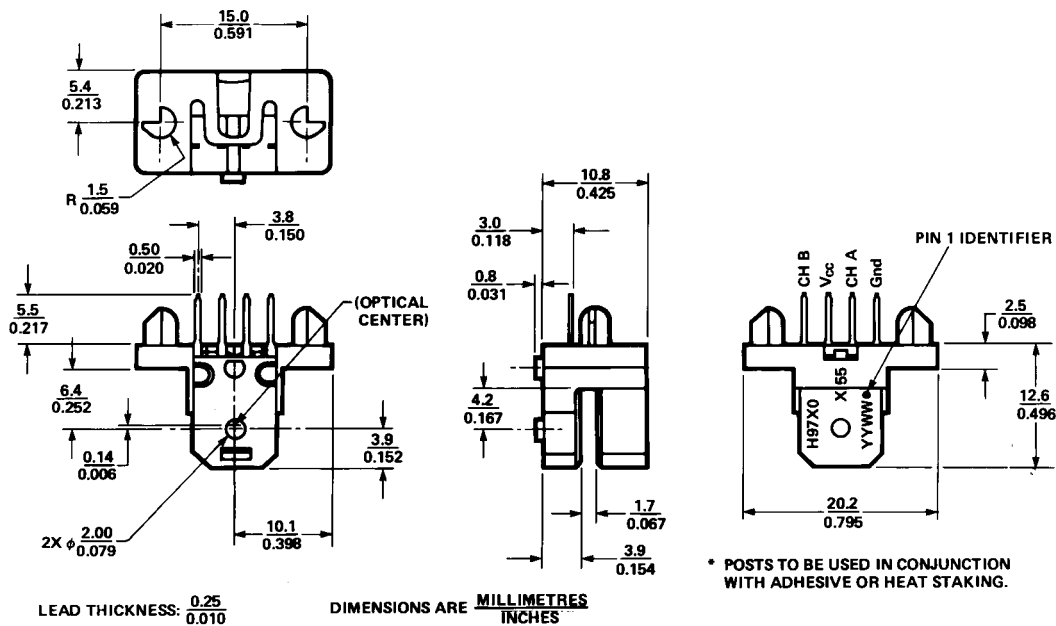 15.0
0.591
5.4
0.213
R 1.5
0.059
3.8
0.150
0.50
0.020
5.5
0.217
(OPTICAL
CENTER)
6.4
0.252
0.14
0.006
3.9
0.152
2X ϕ 2.00
0.079
10.1
0.398
10.8
0.425
3.0
0.118
0.8
0.031
4.2
0.167
1.7
0.067
3.9
0.154
PIN 1 IDENTIFIER
CH B
Vcc
CH A
Gnd
2.5
0.098
12.6
0.496
H97X0
X 55
YYWW
20.2
0.795
* POSTS TO BE USED IN CONJUNCTION
WITH ADHESIVE OR HEAT STAKING.
LEAD THICKNESS: 0.25
0.010
DIMENSIONS ARE MILLIMETRES
INCHES